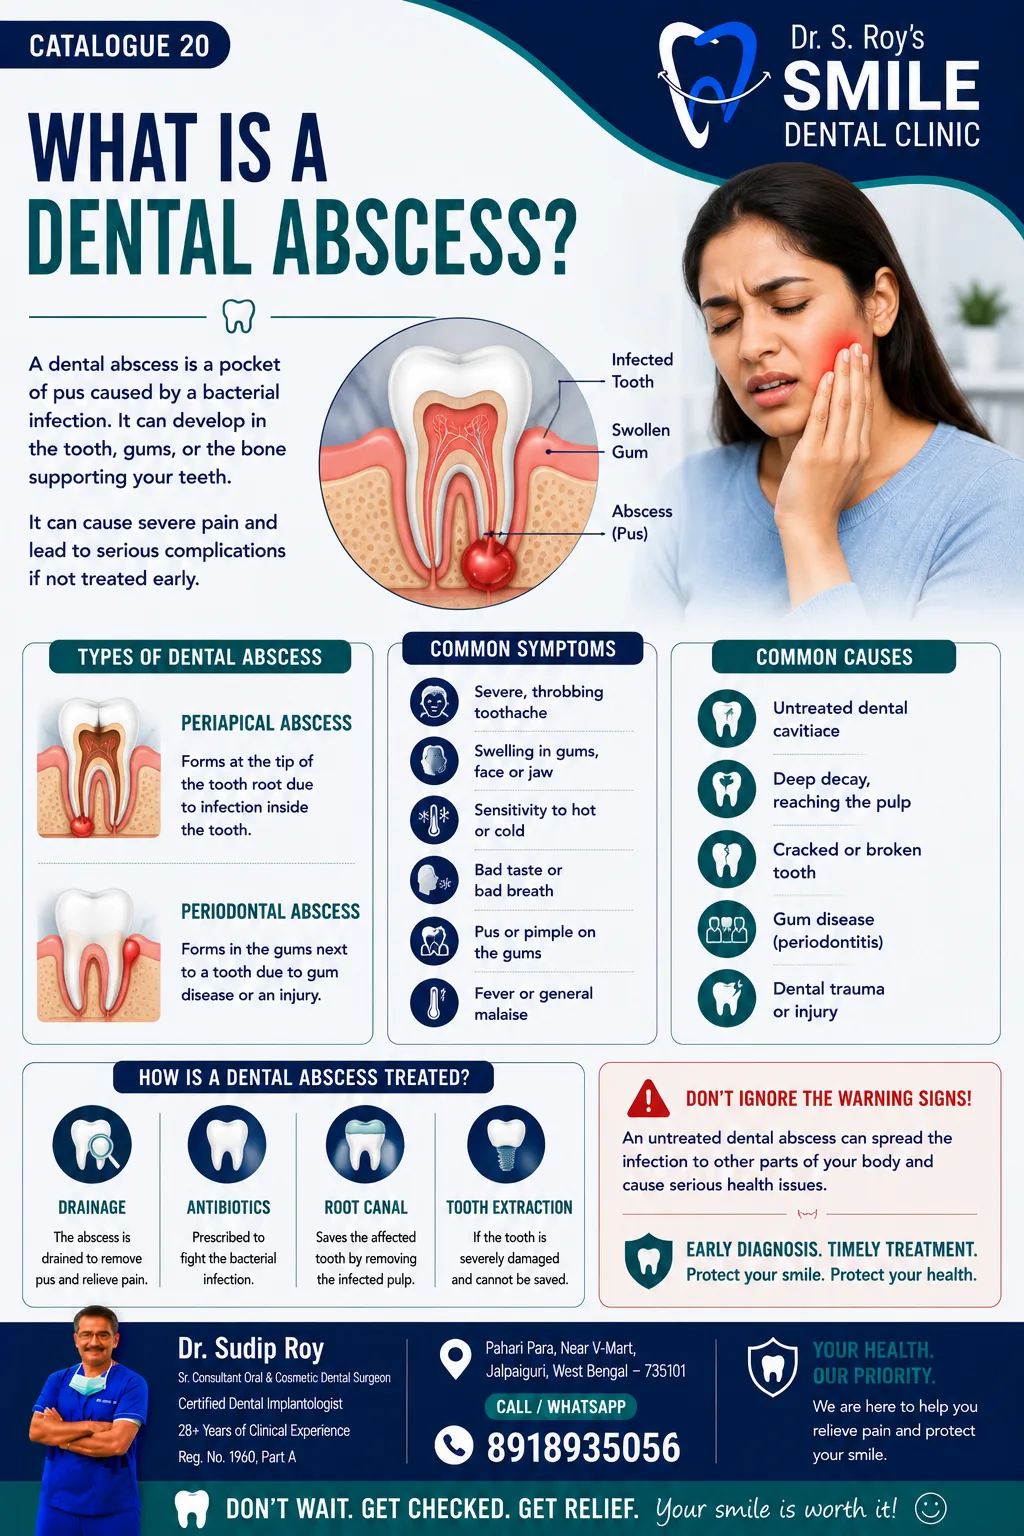 CATALOGUE 20
Dr. S. Roy's
SMILE
DENTAL CLINIC
WHAT IS A
DENTAL ABSCESS?
A dental abscess is a pocket
of pus caused by a bacterial
infection. It can develop in
the tooth, gums, or the bone
supporting your teeth.
It can cause severe pain and
lead to serious complications
if not treated early.
Infected
Tooth
Swollen
Gum
Abscess
(Pus)
TYPES OF DENTAL ABSCESS
PERIAPICAL ABSCESS
Forms at the tip of
the tooth root due
to infection inside
the tooth.
PERIODONTAL ABSCESS
Forms in the gums next
to a tooth due to gum
disease or an injury.
COMMON SYMPTOMS
Severe, throbbing
toothache
Swelling in gums,
face or jaw
Sensitivity to hot
or cold
Bad taste or
bad breath
Pus or pimple on
the gums
Fever or general
malaise
COMMON CAUSES
Untreated dental
cavitiace
Deep decay,
reaching the pulp
Cracked or broken
tooth
Gum disease
(periodontitis)
Dental trauma
or injury
HOW IS A DENTAL ABSCESS TREATED?
DRAINAGE
The abscess is
drained to remove
pus and relieve pain.
ANTIBIOTICS
Prescribed to
fight the bacterial
infection.
ROOT CANAL
Saves the affected
tooth by removing
the infected pulp.
TOOTH EXTRACTION
If the tooth is
severely damaged
and cannot be saved.
DON'T IGNORE THE WARNING SIGNS!
An untreated dental abscess can spread the
infection to other parts of your body and
cause serious health issues.
EARLY DIAGNOSIS. TIMELY TREATMENT.
Protect your smile. Protect your health.
Dr. Sudip Roy
Sr. Consultant Oral & Cosmetic Dental Surgeon
Certified Dental Implantologist
28+ Years of Clinical Experience
Reg. No. 1960, Part A
Pahari Para, Near V-Mart,
Jalpaiguri, West Bengal – 735101
CALL / WHATSAPP
8918935056
YOUR HEALTH.
OUR PRIORITY.
We are here to help you
relieve pain and protect
your smile.
DON'T WAIT. GET CHECKED. GET RELIEF. Your smile is worth it!